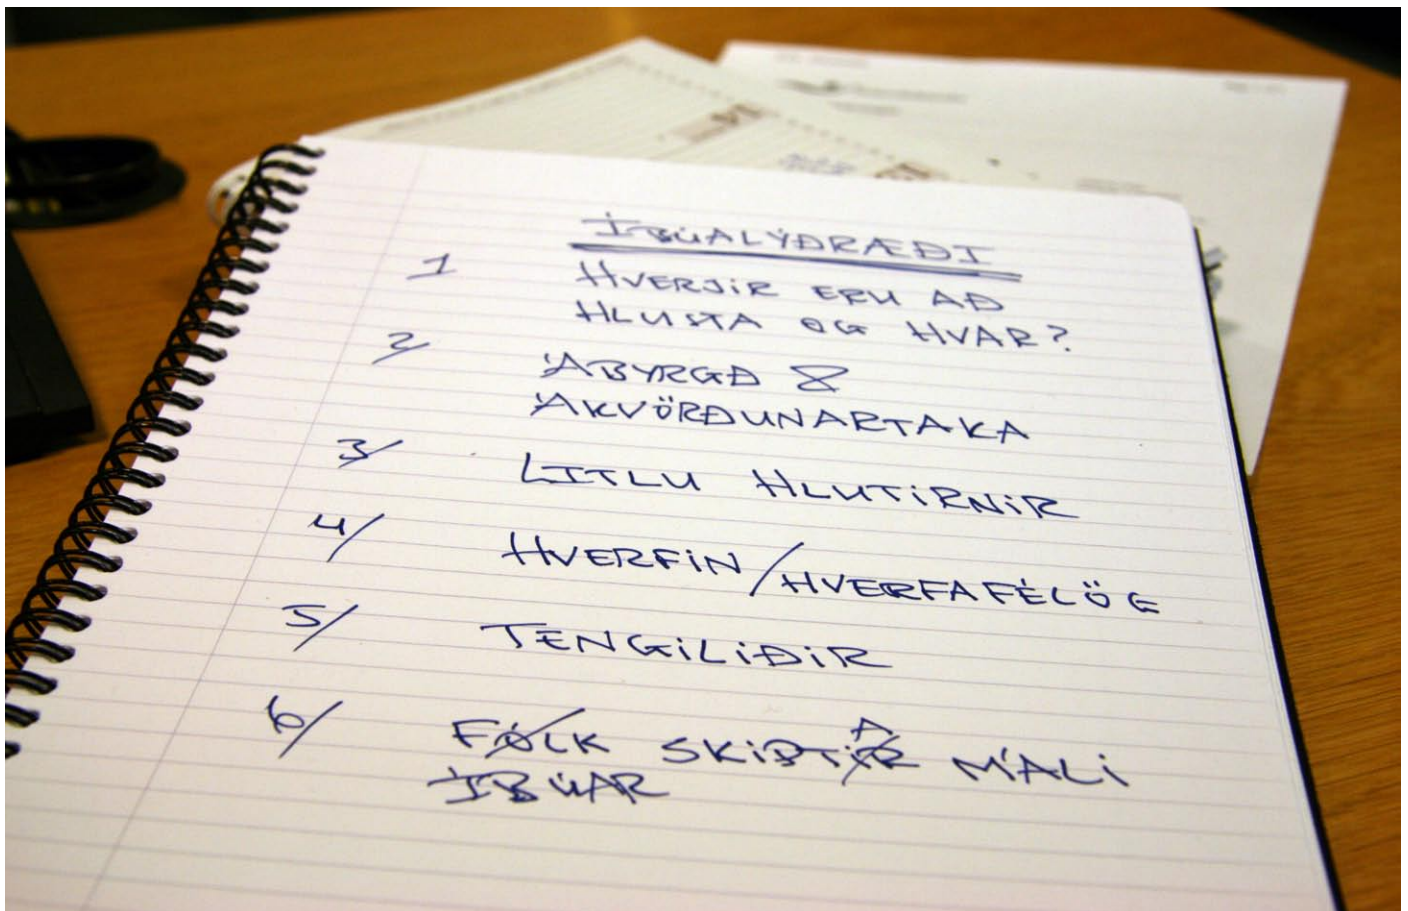 ÍBÚALÝÐRÆÐI
1 HVERJIR ERU AÐ
HLUSTA OG HVAR?
2/ ÁBYRGÐ &
ÁKVÖRÐUNARTAKA
3/ LITLU HLUTIRNIR
4/ HVERFIN/HVERFAFÉLÖG
5/ TENGILIÐIR
6/ FÓLK SKIPTIR A MÁLI
ÍBÚAR